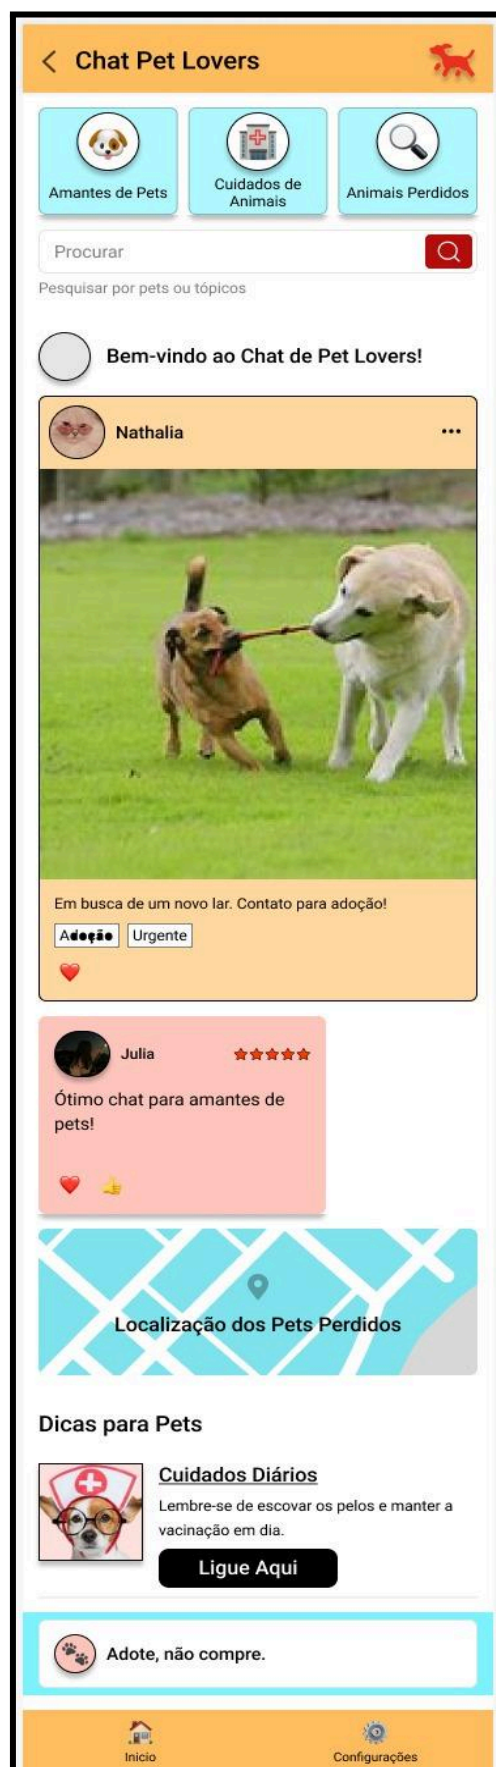 Chat Pet Lovers
Amantes de Pets
Cuidados de
Animais
Animais Perdidos
Procurar
Pesquisar por pets ou tópicos
Bem-vindo ao Chat de Pet Lovers!
Nathalia
Em busca de um novo lar. Contato para adoção!
Adoção Urgente
Julia
Ótimo chat para amantes de
pets!
Localização dos Pets Perdidos
Dicas para Pets
Cuidados Diários
Lembre-se de escovar os pelos e manter a
vacinação em dia.
Ligue Aqui
Adote, não compre.
Inicio Configurações